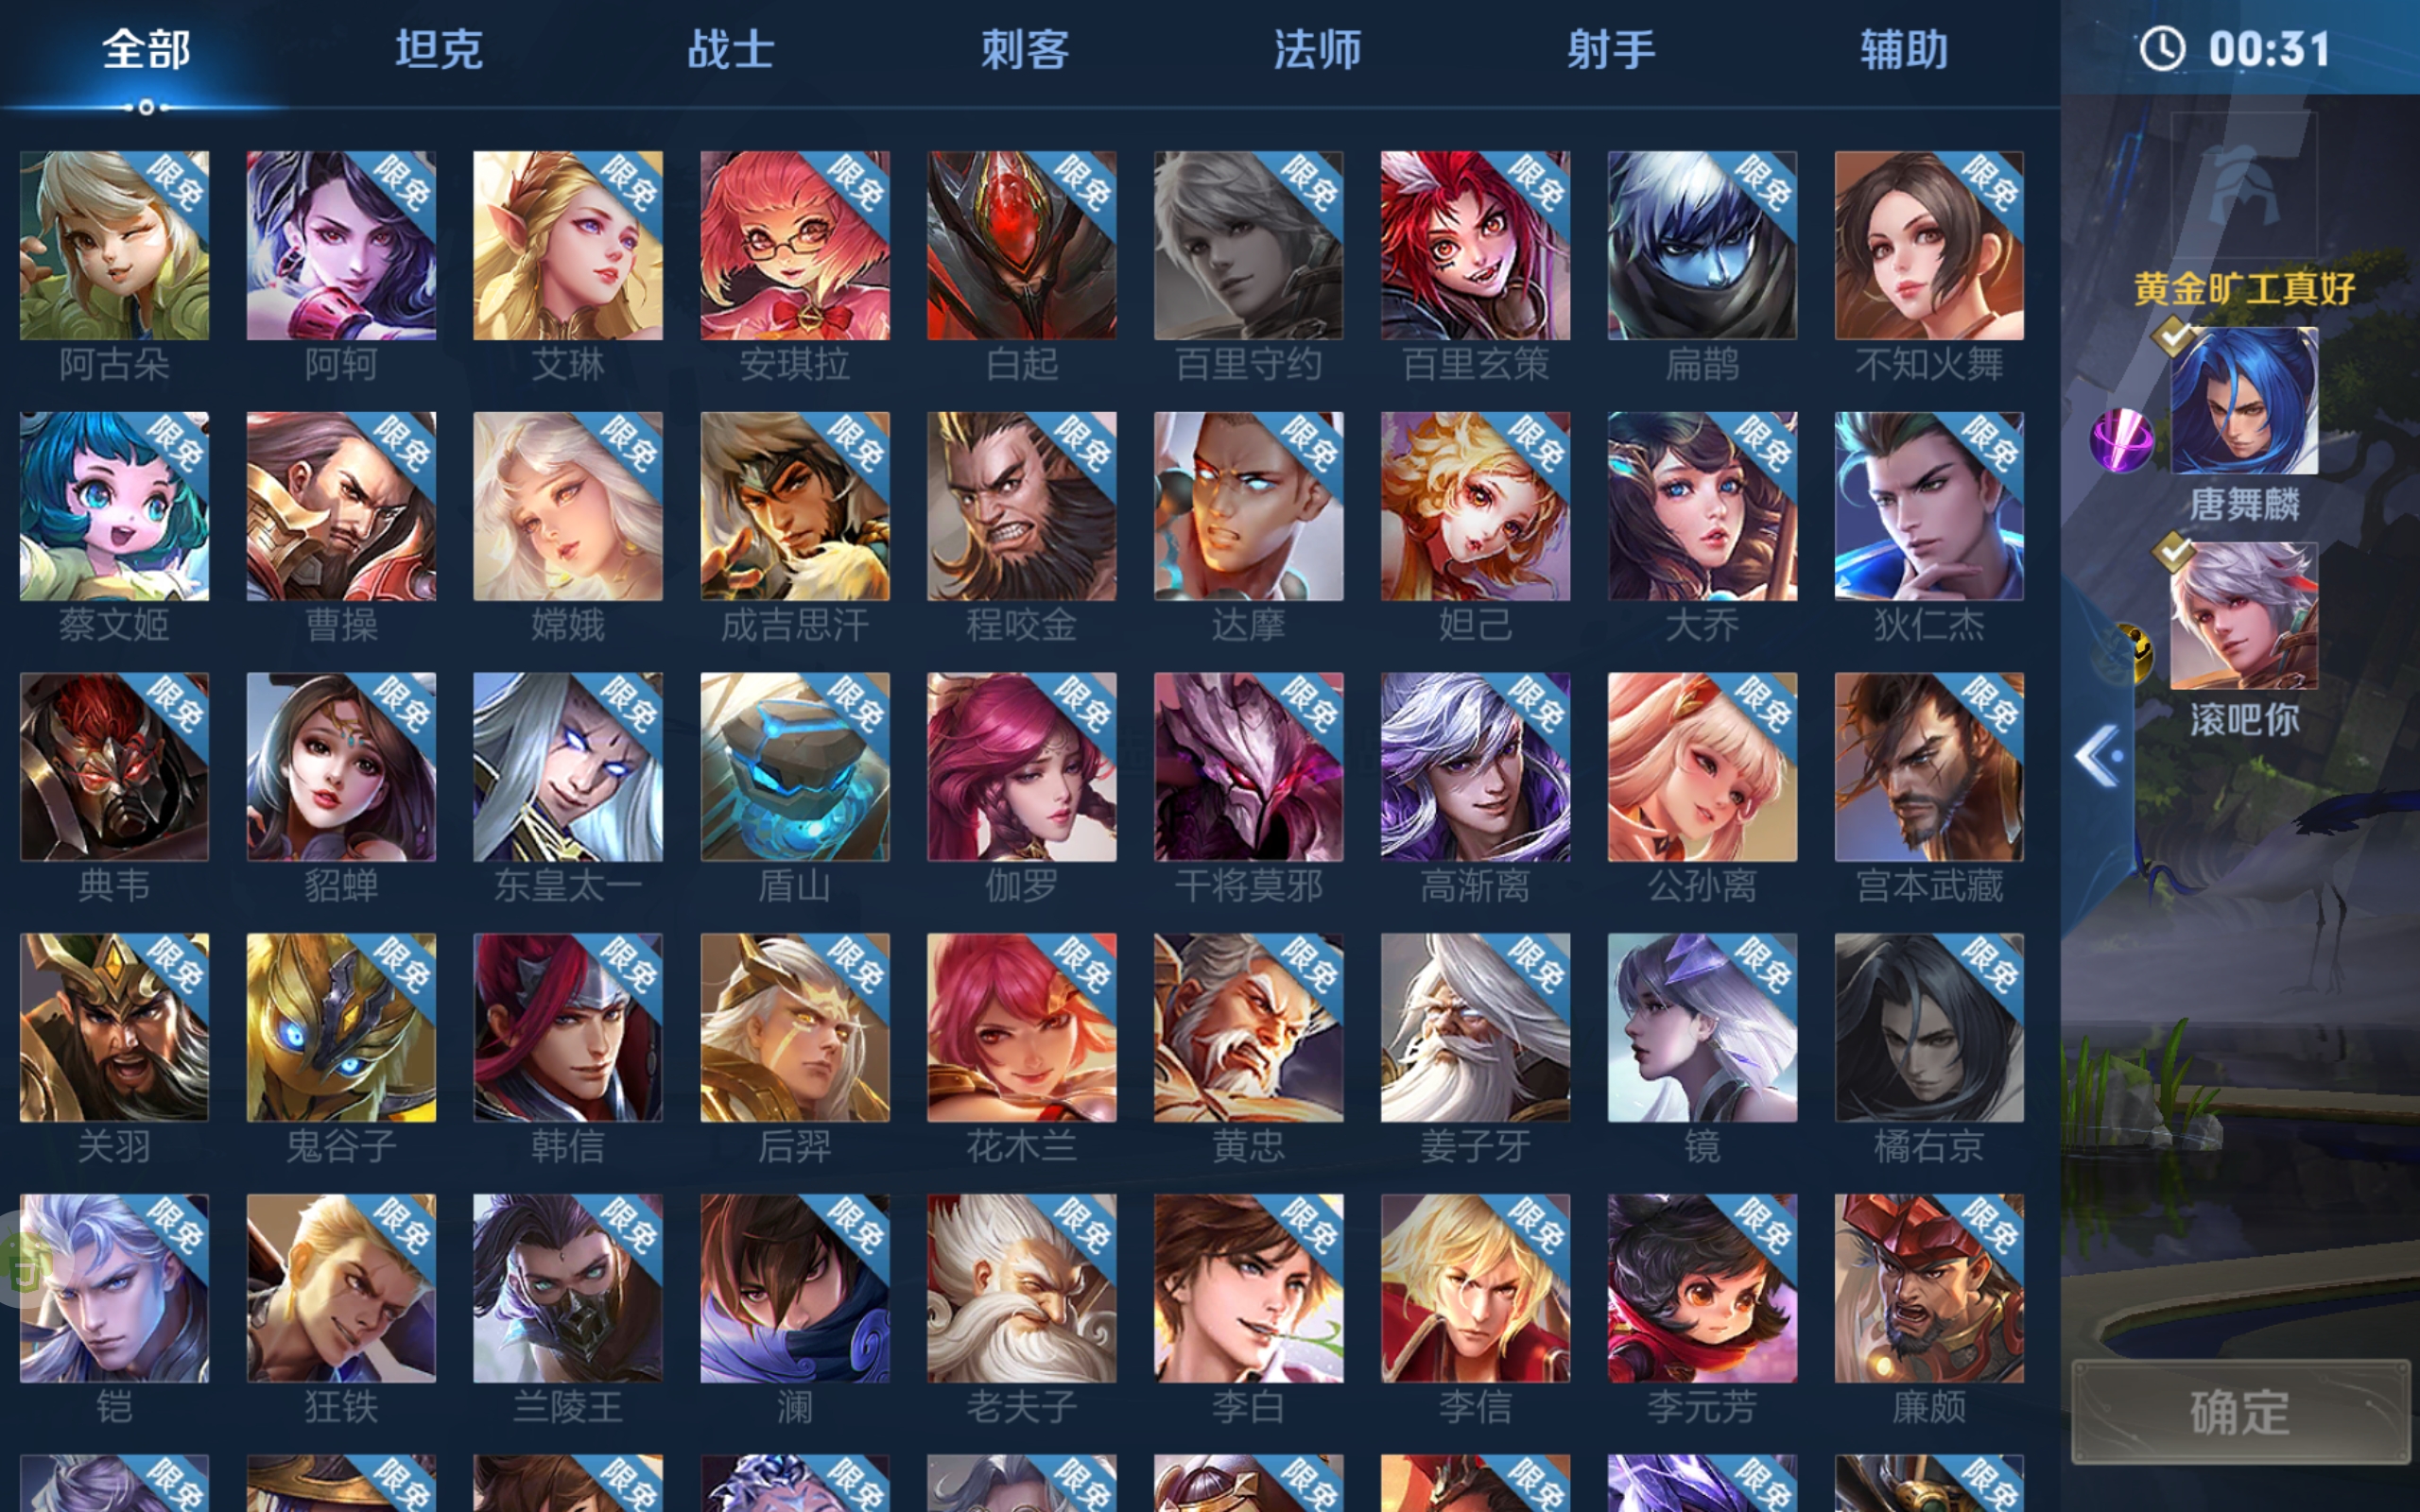 全部 坦克 战士 刺客 法师 射手 辅助 00:31
限免 限免 限免 限免 限免 限免 限免 限免 限免
阿古朵 阿轲 艾琳 安琪拉 白起 百里守约 百里玄策 扁鹊 不知火舞
黄金旷工真好
限免 限免 限免 限免 限免 限免 限免 限免 限免
蔡文姬 曹操 嫦娥 成吉思汗 程咬金 达摩 妲己 大乔 狄仁杰
唐舞麟
限免 限免 限免 限免 限免 限免 限免 限免 限免
典韦 貂蝉 东皇太一 盾山 伽罗 干将莫邪 高渐离 公孙离 宫本武藏
滚吧你
限免 限免 限免 限免 限免 限免 限免 限免 限免
关羽 鬼谷子 韩信 后羿 花木兰 黄忠 姜子牙 镜 橘右京
限免 限免 限免 限免 限免 限免 限免 限免 限免
铠 狂铁 兰陵王 澜 老夫子 李白 李信 李元芳 廉颇
确定
限免 限免 限免 限免 限免 限免 限免 限免 限免